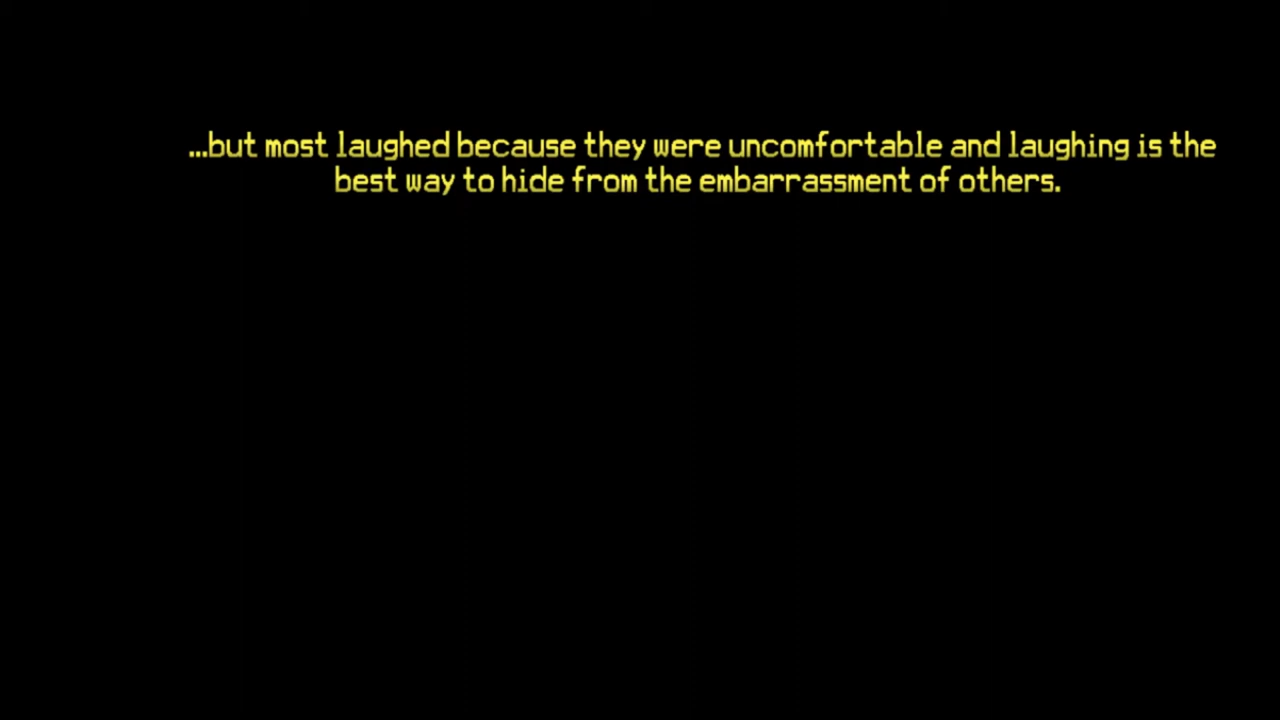 ...but most laughed because they were uncomfortable and laughing is the
best way to hide from the embarrassment of others.